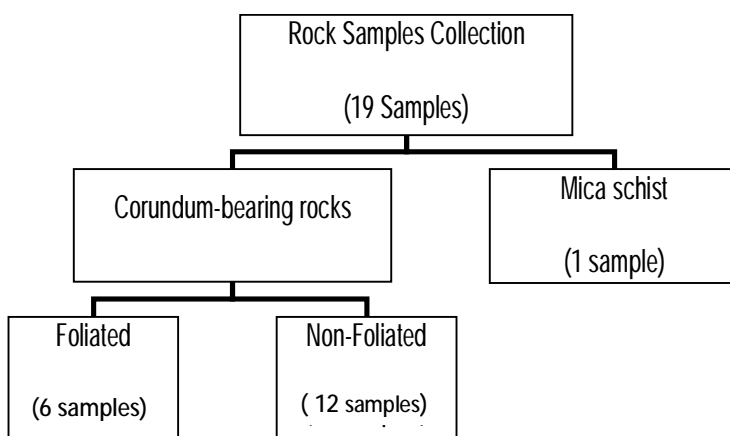 Rock Samples Collection
(19 Samples)
Corundum-bearing rocks
Mica schist
(1 sample)
Foliated
(6 samples)
Non-Foliated
( 12 samples)